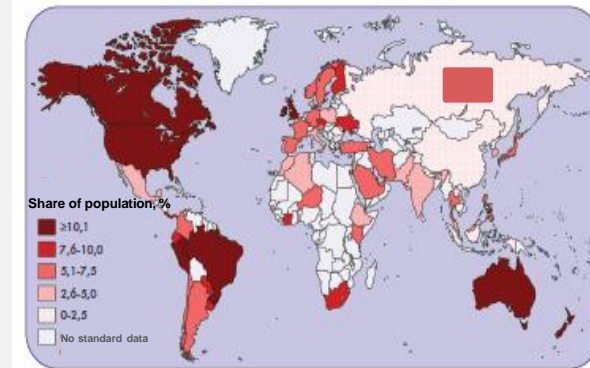 Share of population,%
≥10,1
7,6-10,0
5,1-7,5
2,6-5,0
0-2,5
No standard data